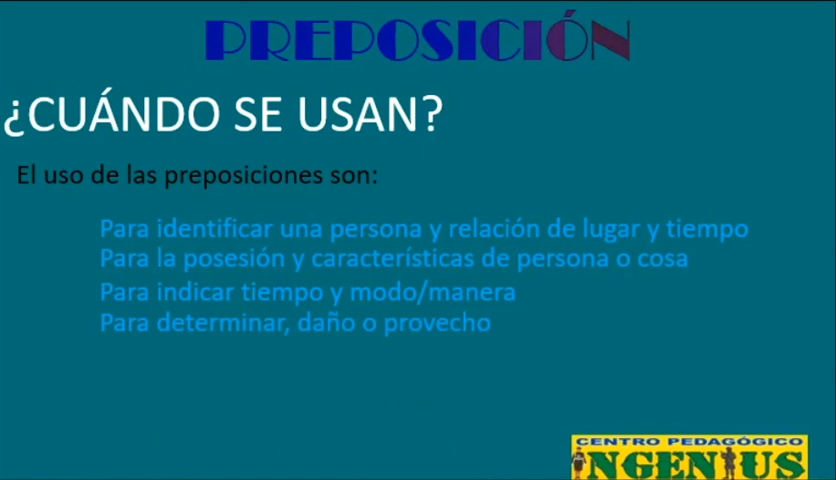 PREPOSICIÓN
¿CUÁNDO SE USAN?
El uso de las preposiciones son:
Para identificar una persona y relación de lugar y tiempo
Para la posesión y características de persona o cosa
Para indicar tiempo y modo/manera
Para determinar, daño o provecho
CENTRO PEDAGÓGICO
INGENIUS